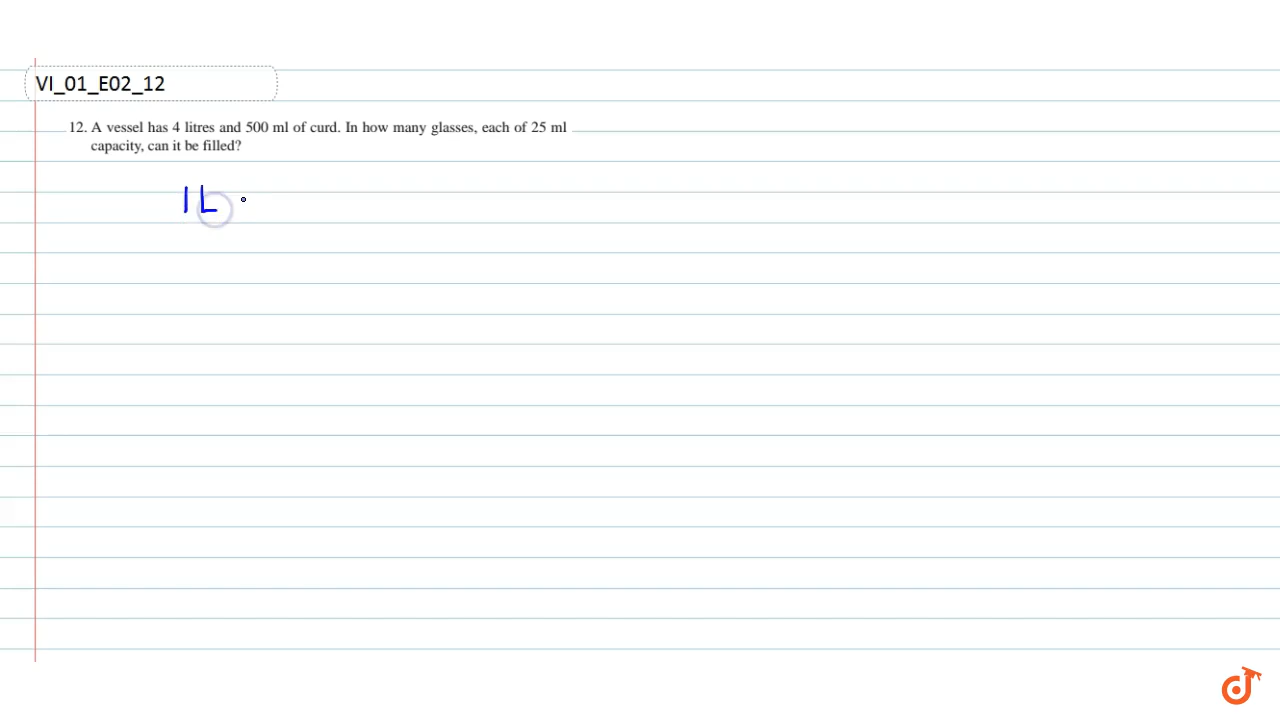 VI_01_E02_12
12. A vessel has 4 litres and 500 ml of curd. In how many glasses, each of 25 ml
capacity, can it be filled?
1L